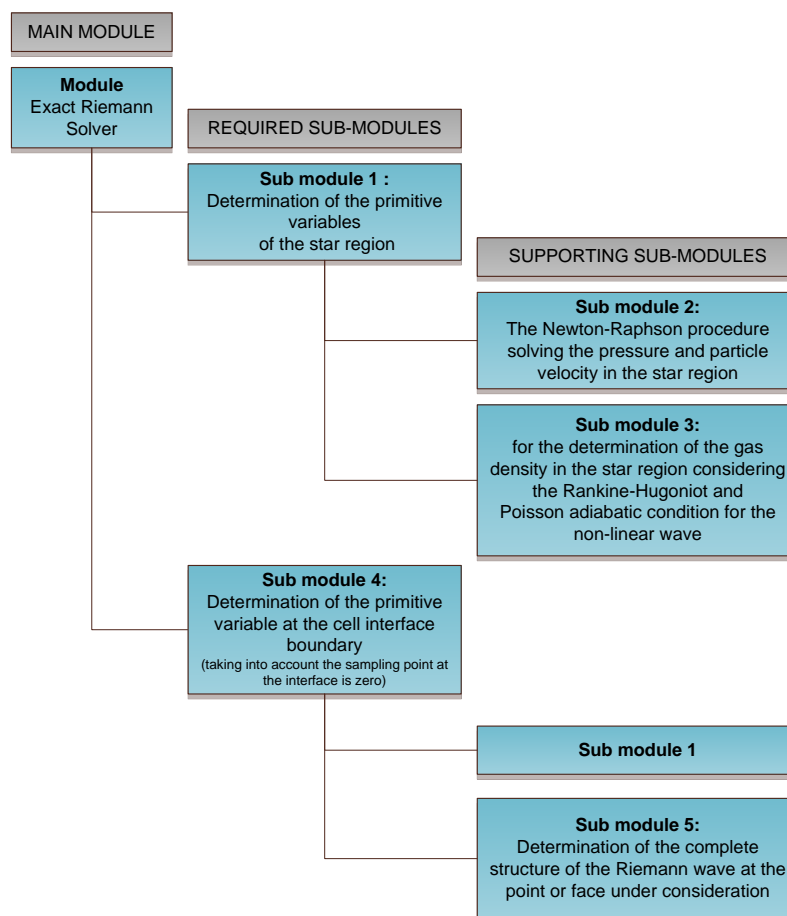 MAIN MODULE
Module
Exact Riemann
Solver
REQUIRED SUB-MODULES
Sub module 1 :
Determination of the primitive
variables
of the star region
SUPPORTING SUB-MODULES
Sub module 2:
The Newton-Raphson procedure
solving the pressure and particle
velocity in the star region
Sub module 3:
for the determination of the gas
density in the star region considering
the Rankine-Hugoniot and
Poisson adiabatic condition for the
non-linear wave
Sub module 4:
Determination of the primitive
variable at the cell interface
boundary
(taking into account the sampling point at
the interface is zero)
Sub module 1
Sub module 5:
Determination of the complete
structure of the Riemann wave at the
point or face under consideration